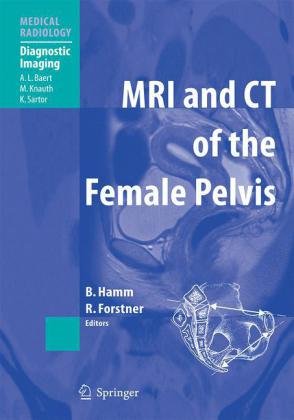 MEDICAL
RADIOLOGY
Diagnostic
Imaging
A. L. Baert
M. Knauth
K. Sartor
MRI and CT
of the
Female Pelvis
B. Hamm
R. Forstner
Editors
Springer